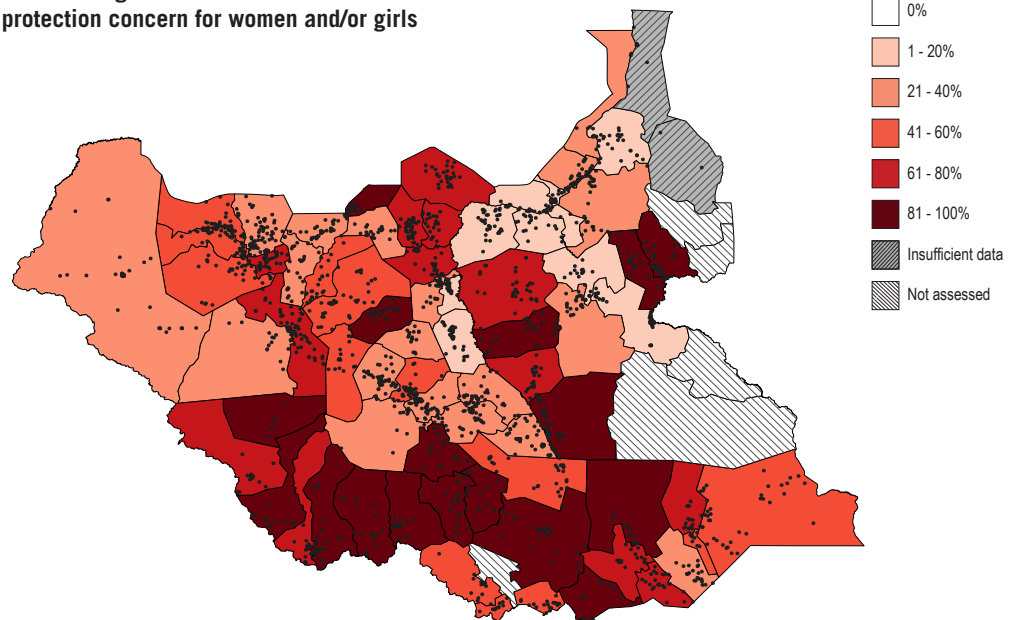 protection concern for women and/or girls
0%
1 - 20%
21 - 40%
41 - 60%
61 - 80%
81 - 100%
Insufficient data
Not assessed